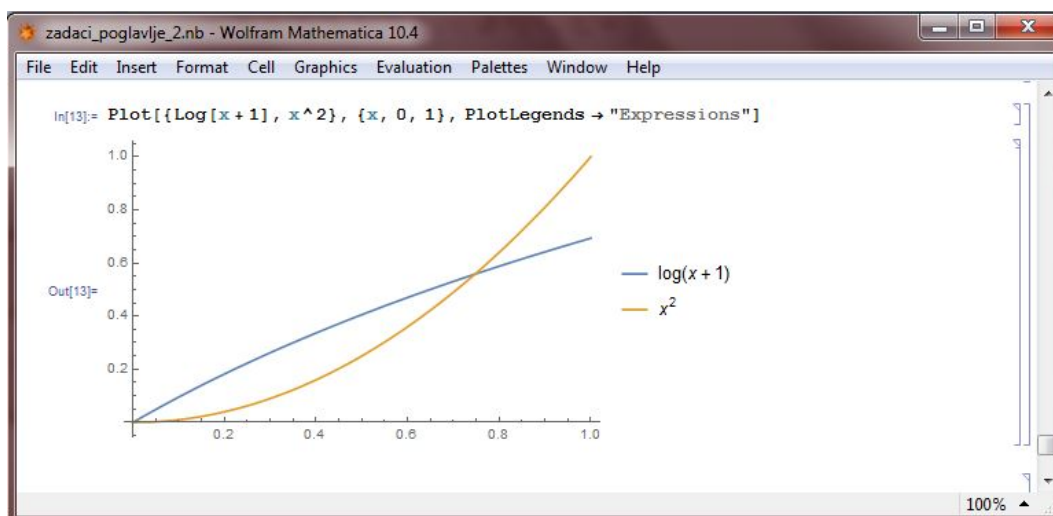 zadaci_poglavlje_2.nb - Wolfram Mathematica 10.4
File Edit Insert Format Cell Graphics Evaluation Palettes Window Help
In[13]:= Plot[{Log[x + 1], x^2}, {x, 0, 1}, PlotLegends → "Expressions"]
1.0
0.8
0.6
0.4
0.2
Out[13]=
0.2 0.4 0.6 0.8 1.0
log(x + 1)
x²
100%